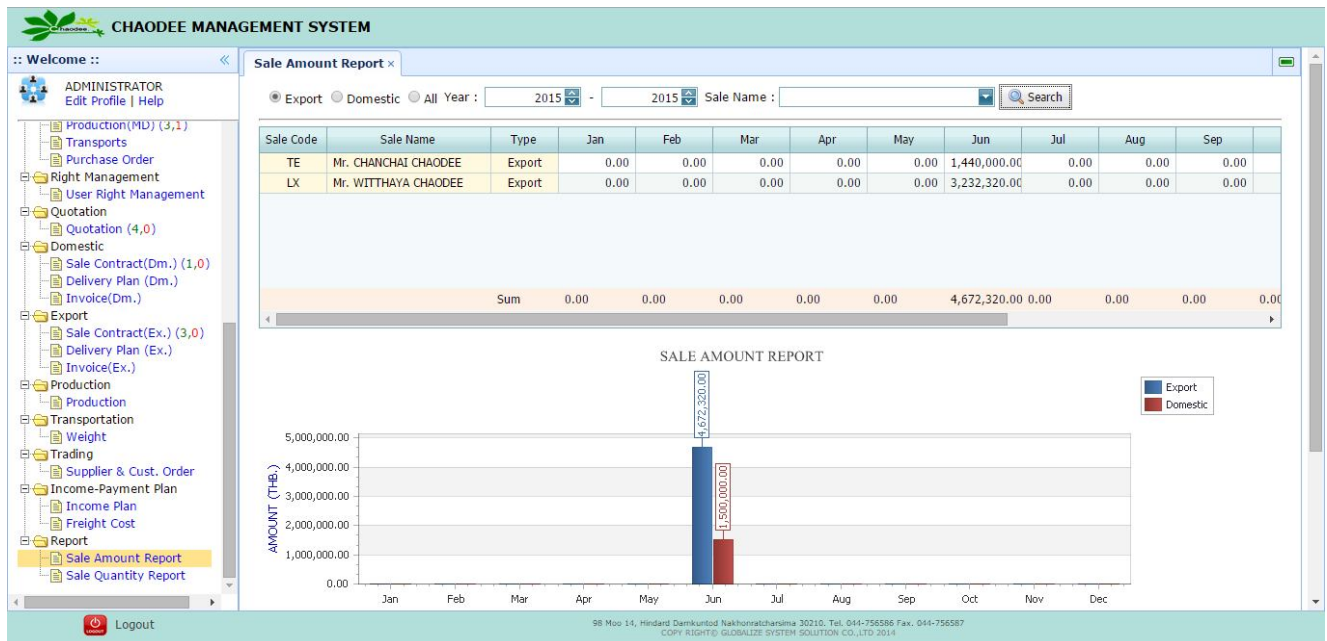 Chaodee. CHAODEE MANAGEMENT SYSTEM
:: Welcome ::
ADMINISTRATOR
Edit Profile | Help
Production(MD) (3,1)
Transports
Purchase Order
Right Management
User Right Management
Quotation
Quotation (4,0)
Domestic
Sale Contract(Dm.) (1,0)
Delivery Plan (Dm.)
Invoice(Dm.)
Export
Sale Contract(Ex.) (3,0)
Delivery Plan (Ex.)
Invoice(Ex.)
Production
Production
Transportation
Weight
Trading
Supplier & Cust. Order
Income-Payment Plan
Income Plan
Freight Cost
Report
Sale Amount Report
Sale Quantity Report
Sale Amount Report ×
Export Domestic All Year : 2015 - 2015 Sale Name : Search
Sale Code Sale Name Type Jan Feb Mar Apr May Jun Jul Aug Sep
TE Mr. CHANCHAI CHAODEE Export 0.00 0.00 0.00 0.00 0.00 1,440,000.00 0.00 0.00 0.00
LX Mr. WITTHAYA CHAODEE Export 0.00 0.00 0.00 0.00 0.00 3,232,320.00 0.00 0.00 0.00
Sum 0.00 0.00 0.00 0.00 0.00 4,672,320.00 0.00 0.00 0.00 0.00
SALE AMOUNT REPORT
4,672,320.00
1,500,000.00
Export
Domestic
AMOUNT (THB.)
5,000,000.00
4,000,000.00
3,000,000.00
2,000,000.00
1,000,000.00
0.00
Jan Feb Mar Apr May Jun Jul Aug Sep Oct Nov Dec
LOGOUT Logout
98 Moo 14, Hindard Darnkuntod Nakhonratcharsima 30210. Tel. 044-756586 Fax. 044-756587
COPY RIGHT© GLOBALIZE SYSTEM SOLUTION CO.,LTD 2014